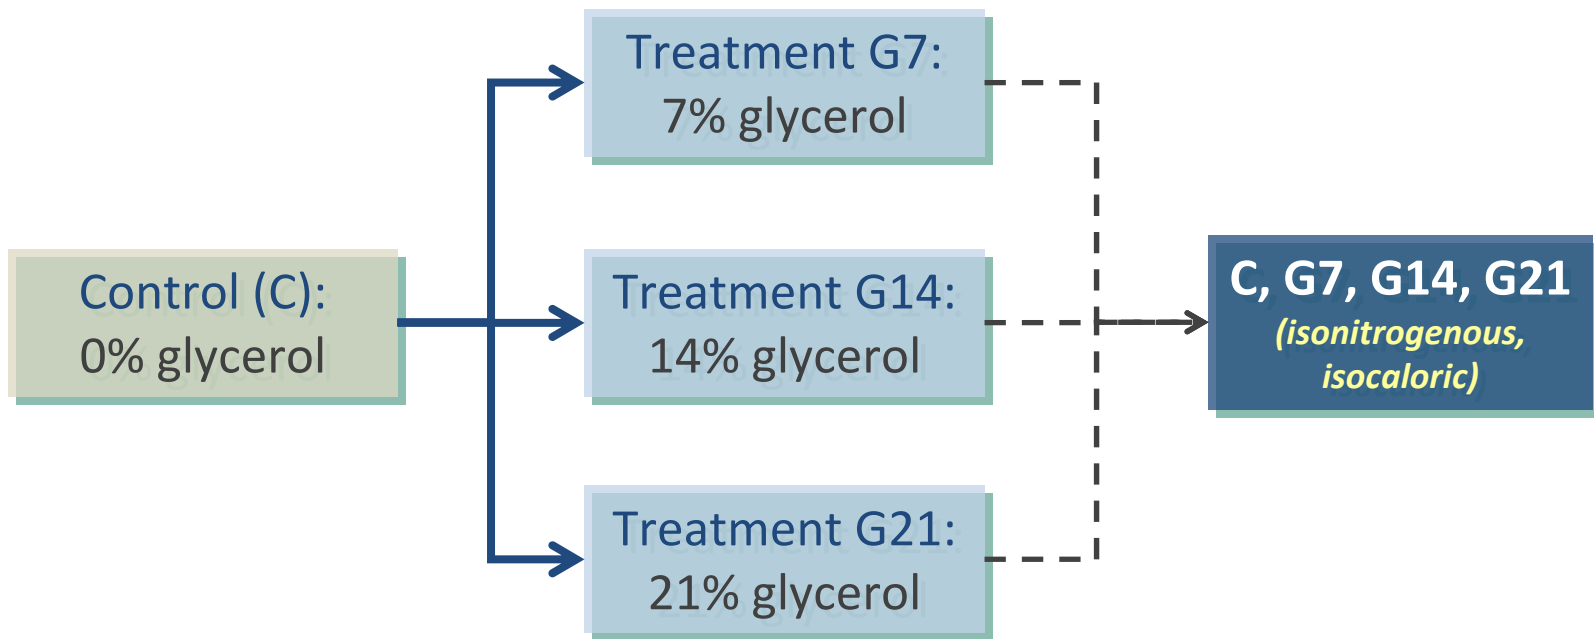 Treatment G7:
7% glycerol
Control (C):
0% glycerol
Treatment G14:
14% glycerol
C, G7, G14, G21
(isonitrogenous,
isocaloric)
Treatment G21:
21% glycerol